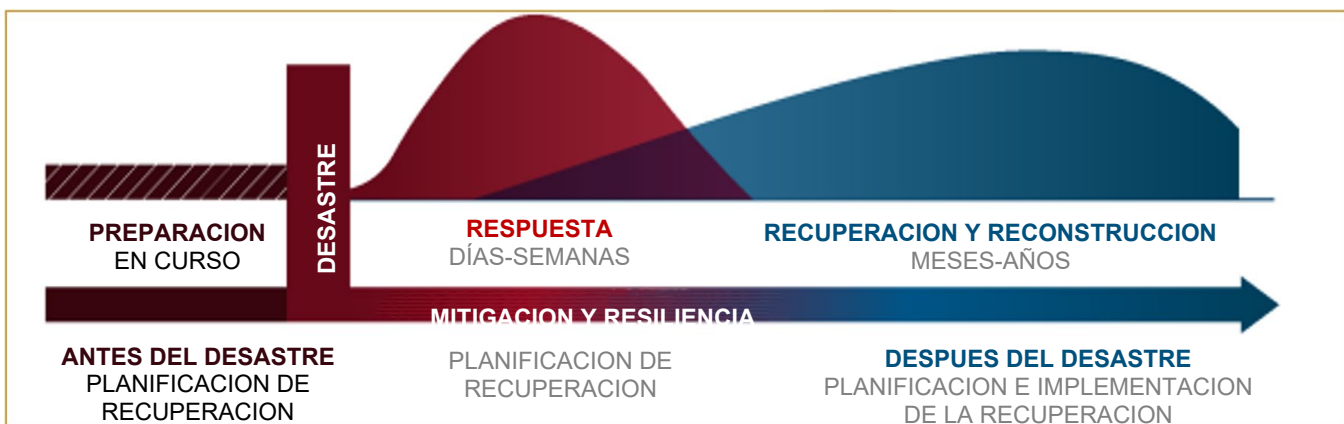 PREPARACION
EN CURSO
DESASTRE
RESPUESTA
DÍAS-SEMANAS
RECUPERACION Y RECONSTRUCCION
MESES-AÑOS
MITIGACION Y RESILIENCIA
ANTES DEL DESASTRE
PLANIFICACION DE
RECUPERACION
PLANIFICACION DE
RECUPERACION
DESPUES DEL DESASTRE
PLANIFICACION E IMPLEMENTACION
DE LA RECUPERACION